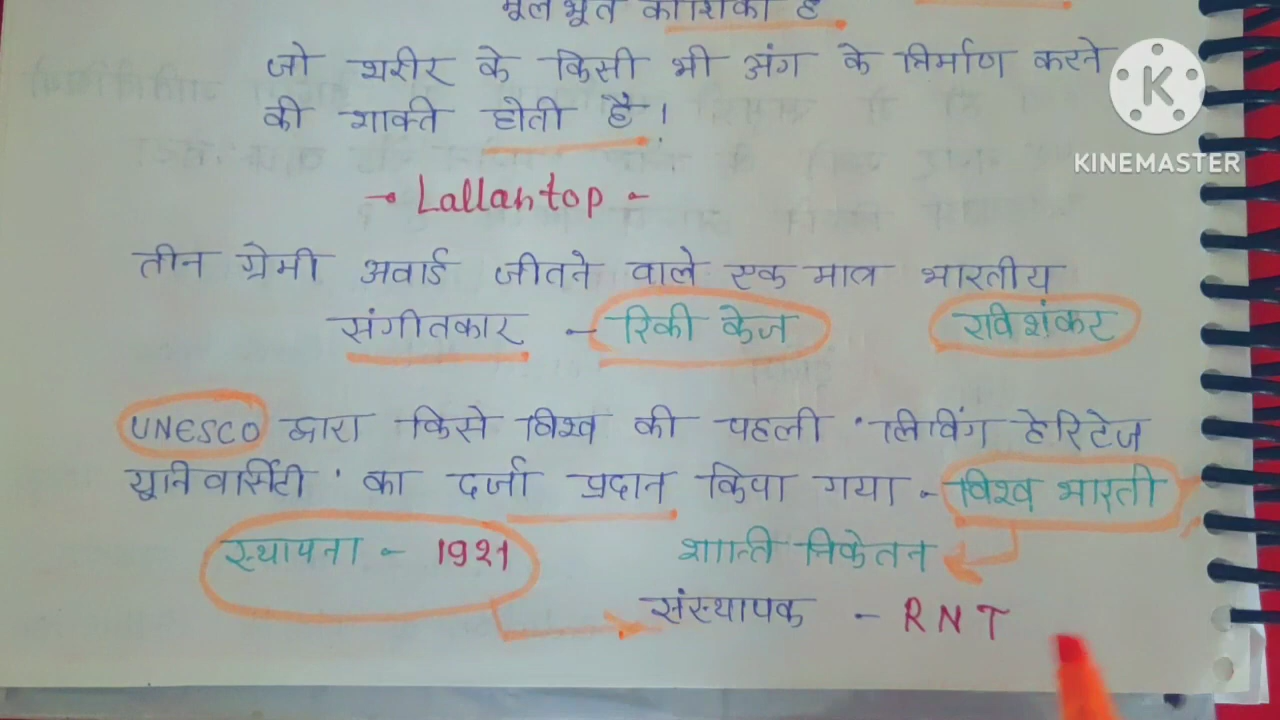 मूलभूत कोशिका है
जो शरीर के किसी भी अंग के निर्माण करने
की शक्ति होती है।
K
KINEMASTER
→ Lallantop -
तीन ग्रेमी अवार्ड जीतने वाले एक मात्र भारतीय
संगीतकार - रिकी केज रविशंकर
UNESCO द्वारा किसे विश्व की पहली 'लिविंग हेरिटेज
यूनिवर्सिटी' का दर्जा प्रदान किया गया - विश्व भारती
स्थापना - 1921 शान्ति निकेतन
संस्थापक - RNT